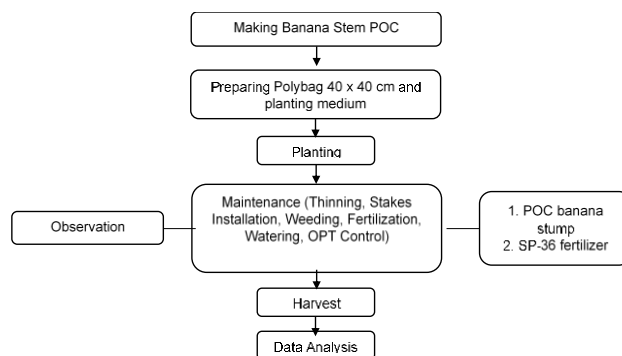 Making Banana Stem POC
Preparing Polybag 40 x 40 cm and
planting medium
Planting
Maintenance (Thinning, Stakes
Installation, Weeding, Fertilization,
Watering, OPT Control)
Observation
1. POC banana
stump
2. SP-36 fertilizer
Harvest
Data Analysis